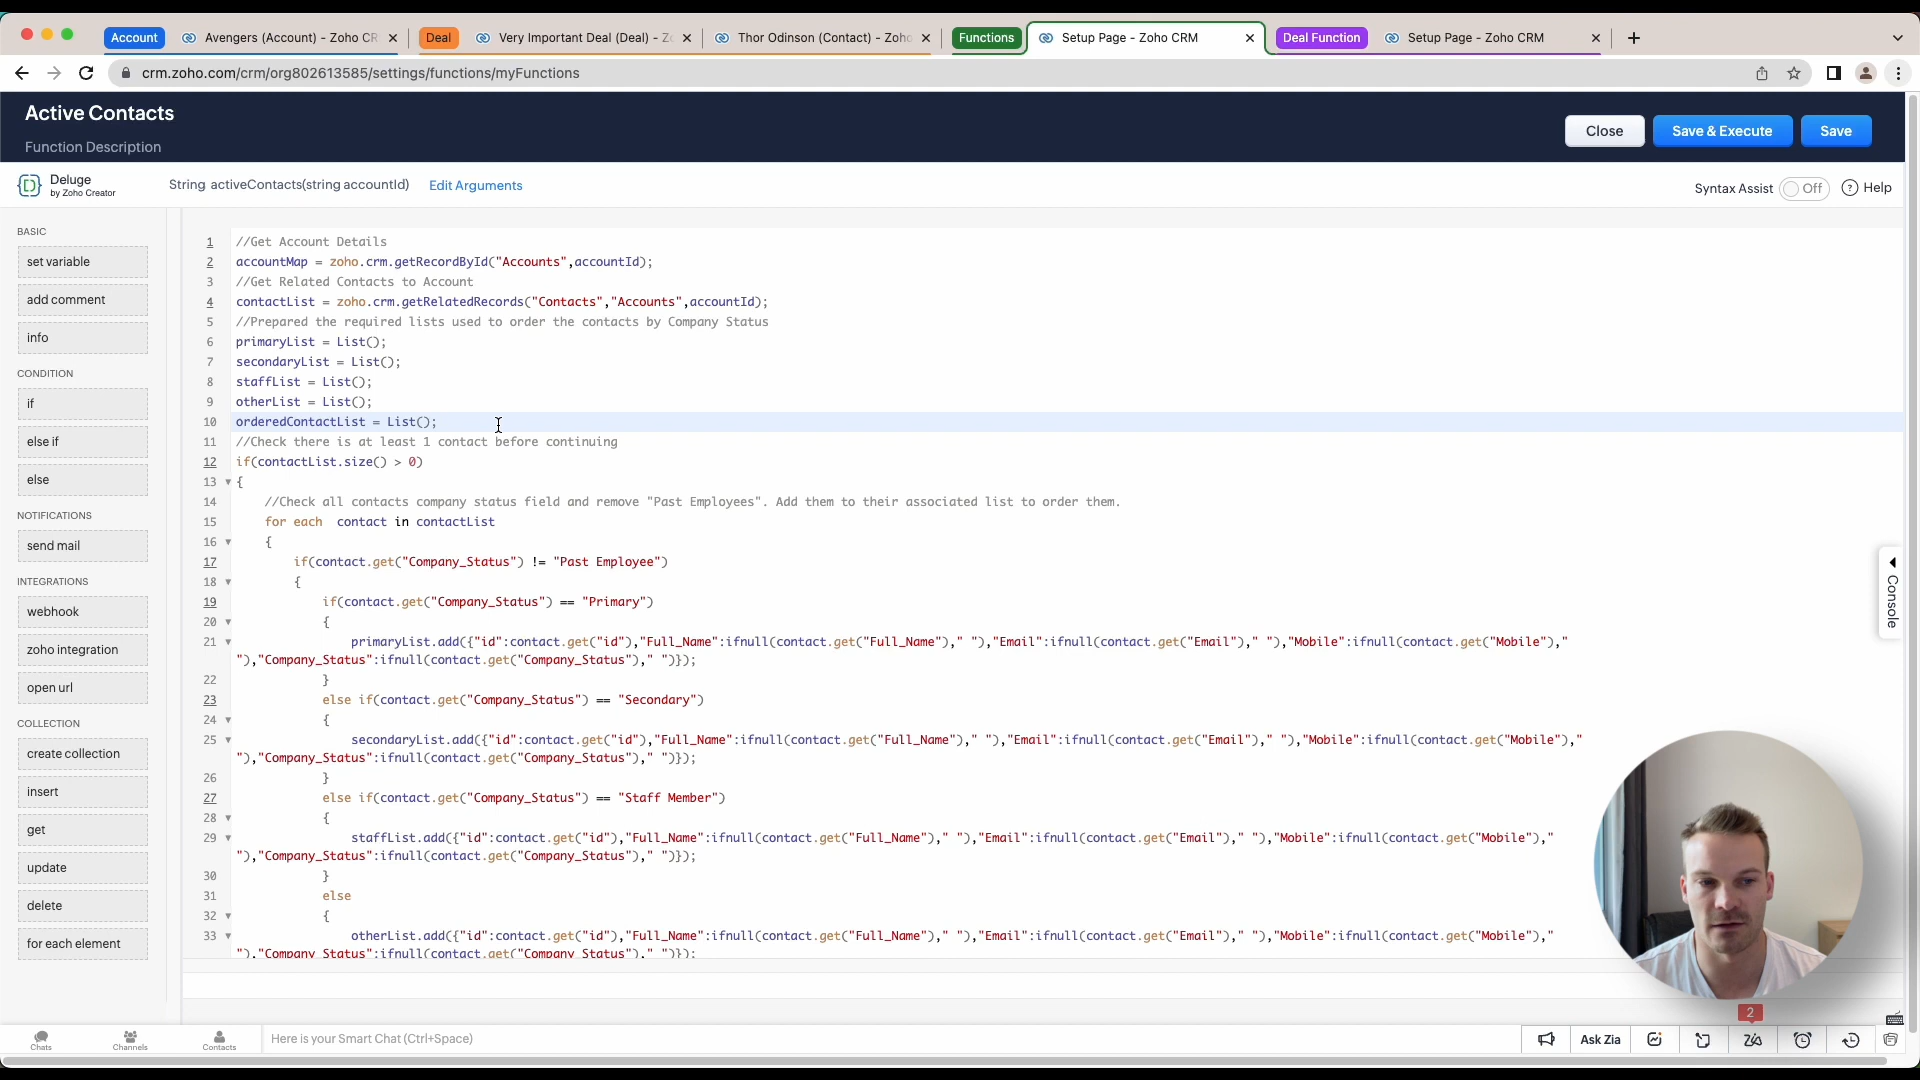 Account
Avengers (Account) - Zoho CR
Deal
Very Important Deal (Deal) - Z
Thor Odinson (Contact) - Zoho
Functions
Setup Page - Zoho CRM
Deal Function
Setup Page - Zoho CRM
crm.zoho.com/crm/org802613585/settings/functions/myFunctions
Active Contacts
Function Description
Close
Save & Execute
Save
Deluge
by Zoho Creator
String activeContacts(string accountId)
Edit Arguments
Syntax Assist
Off
Help
BASIC
set variable
add comment
info
CONDITION
if
else if
else
NOTIFICATIONS
send mail
INTEGRATIONS
webhook
zoho integration
open url
COLLECTION
create collection
insert
get
update
delete
for each element
1 //Get Account Details
2 accountMap = zoho.crm.getRecordById("Accounts",accountId);
3 //Get Related Contacts to Account
4 contactList = zoho.crm.getRelatedRecords("Contacts","Accounts",accountId);
5 //Prepared the required lists used to order the contacts by Company Status
6 primaryList = List();
7 secondaryList = List();
8 staffList = List();
9 otherList = List();
10 orderedContactList = List();
11 //Check there is at least 1 contact before continuing
12 if(contactList.size() > 0)
13 {
14 //Check all contacts company status field and remove "Past Employees". Add them to their associated list to order them.
15 for each  contact in contactList
16 {
17 if(contact.get("Company_Status") != "Past Employee")
18 {
19 if(contact.get("Company_Status") == "Primary")
20 {
21 primaryList.add({"id":contact.get("id"),"Full_Name":ifnull(contact.get("Full_Name")," "),"Email":ifnull(contact.get("Email")," "),"Mobile":ifnull(contact.get("Mobile"),"
"),"Company_Status":ifnull(contact.get("Company_Status")," ")});
22 }
23 else if(contact.get("Company_Status") == "Secondary")
24 {
25 secondaryList.add({"id":contact.get("id"),"Full_Name":ifnull(contact.get("Full_Name")," "),"Email":ifnull(contact.get("Email")," "),"Mobile":ifnull(contact.get("Mobile"),"
"),"Company_Status":ifnull(contact.get("Company_Status")," ")});
26 }
27 else if(contact.get("Company_Status") == "Staff Member")
28 {
29 staffList.add({"id":contact.get("id"),"Full_Name":ifnull(contact.get("Full_Name")," "),"Email":ifnull(contact.get("Email")," "),"Mobile":ifnull(contact.get("Mobile"),"
"),"Company_Status":ifnull(contact.get("Company_Status")," ")});
30 }
31 else
32 {
33 otherList.add({"id":contact.get("id"),"Full_Name":ifnull(contact.get("Full_Name")," "),"Email":ifnull(contact.get("Email")," "),"Mobile":ifnull(contact.get("Mobile"),"
"),"Company_Status":ifnull(contact.get("Company_Status")," ")});
Console
2
Chats
Channels
Contacts
Here is your Smart Chat (Ctrl+Space)
Ask Zia